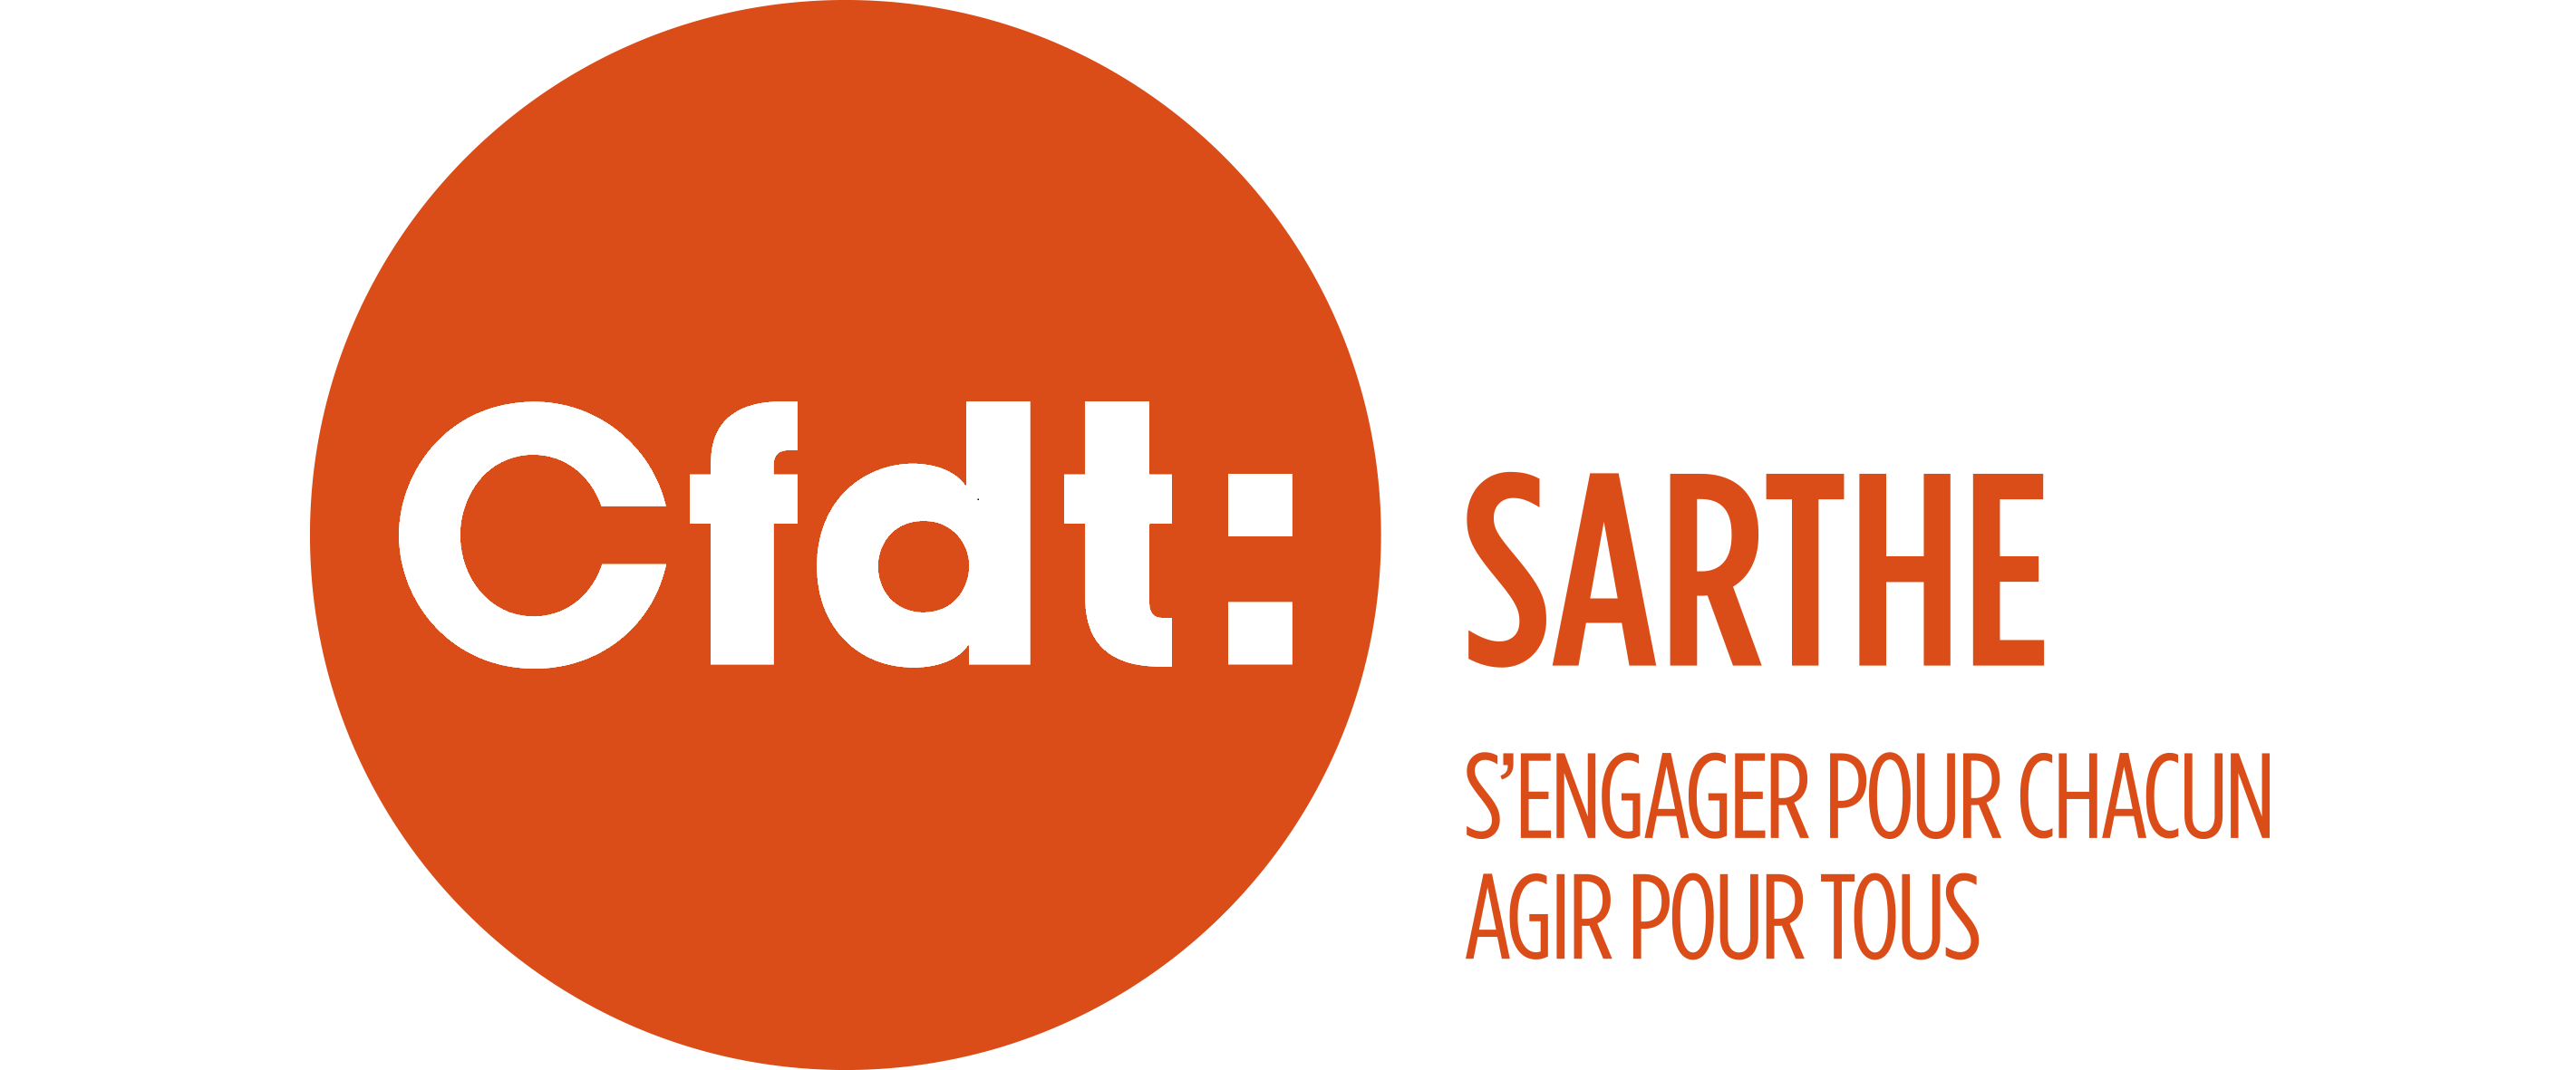 Cfdt:
SARTHE
S’ENGAGER POUR CHACUN
AGIR POUR TOUS